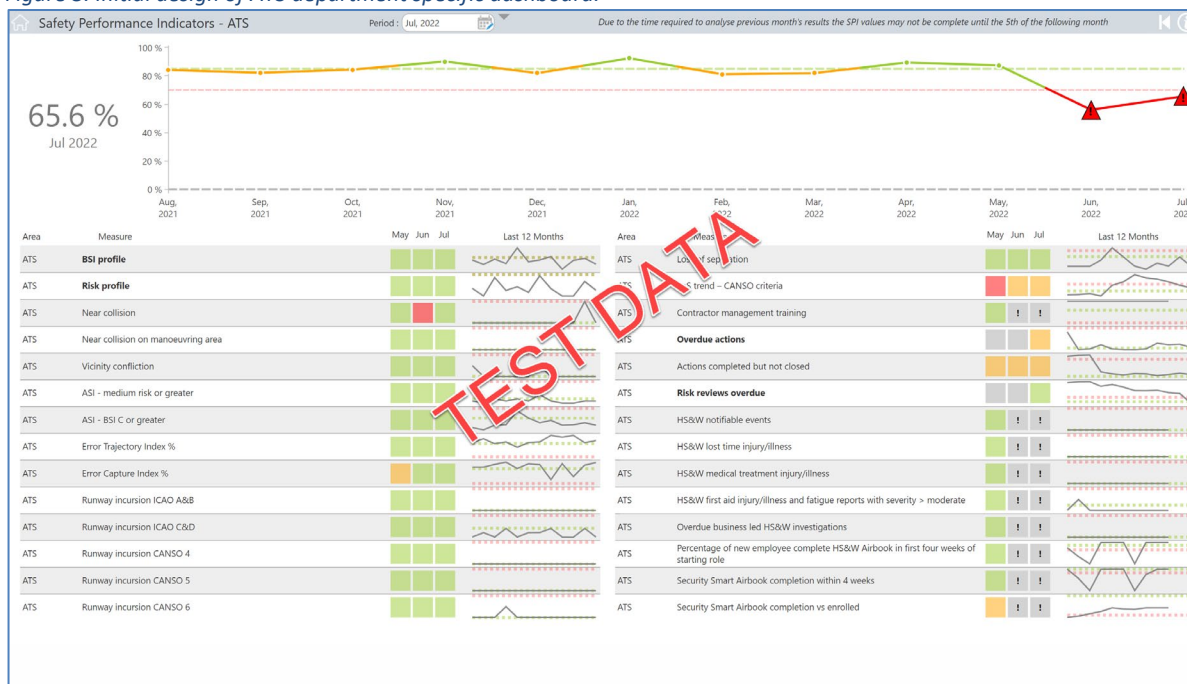 Figure 3: Initial design of ATS department specific dashboard.
Safety Performance Indicators - ATS
Period : Jul, 2022
Due to the time required to analyse previous month's results the SPI values may not be complete until the 5th of the following month
65.6 %
Jul 2022
100 %
80 %
60 %
40 %
20 %
0 %
Aug, 2021
Sep, 2021
Oct, 2021
Nov, 2021
Dec, 2021
Jan, 2022
Feb, 2022
Mar, 2022
Apr, 2022
May, 2022
Jun, 2022
Area Measure May Jun Jul Last 12 Months
ATS BSI profile
ATS Risk profile
ATS Near collision
ATS Near collision on manoeuvring area
ATS Vicinity confliction
ATS ASI - medium risk or greater
ATS ASI - BSI C or greater
ATS Error Trajectory Index %
ATS Error Capture Index %
ATS Runway incursion ICAO A&B
ATS Runway incursion ICAO C&D
ATS Runway incursion CANSO 4
ATS Runway incursion CANSO 5
ATS Runway incursion CANSO 6
Area May Jun Jul Last 12 Months
ATS Loss of separation
ATS trend – CANSO criteria
ATS Contractor management training ! !
ATS Overdue actions
ATS Actions completed but not closed
ATS Risk reviews overdue
ATS HS&W notifiable events ! !
ATS HS&W lost time injury/illness ! !
ATS HS&W medical treatment injury/illness ! !
ATS HS&W first aid injury/illness and fatigue reports with severity > moderate ! !
ATS Overdue business led HS&W investigations ! !
ATS Percentage of new employee complete HS&W Airbook in first four weeks of
starting role ! !
ATS Security Smart Airbook completion within 4 weeks ! !
ATS Security Smart Airbook completion vs enrolled ! !
TEST DATA